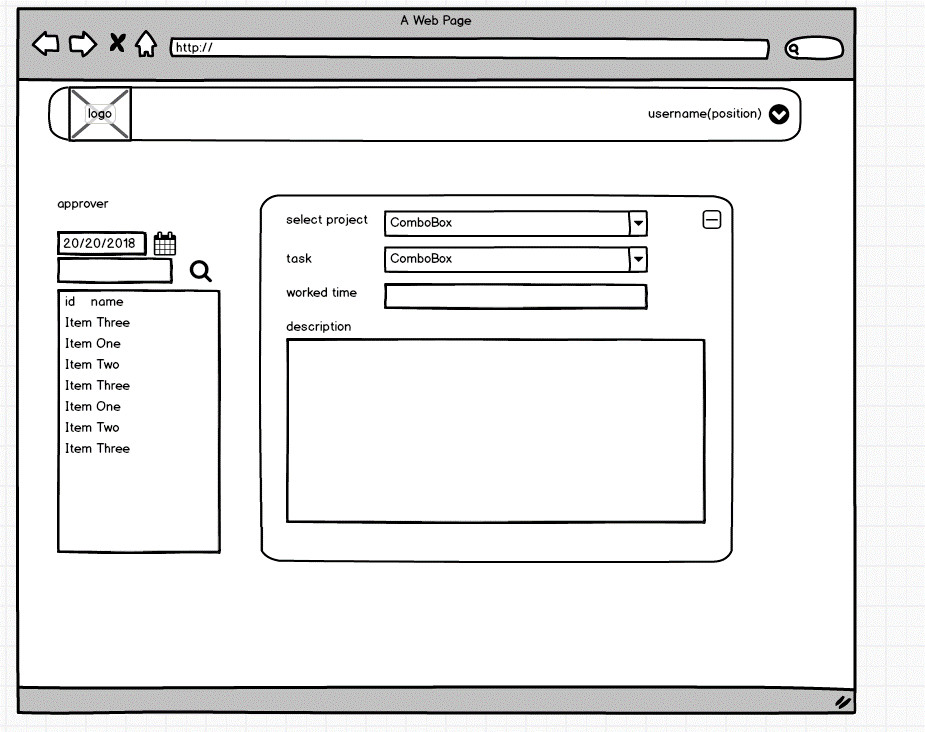 A Web Page
http://
logo
username(position)
approver
20/20/2018
id name
Item Three
Item One
Item Two
Item Three
Item One
Item Two
Item Three
select project ComboBox
task ComboBox
worked time
description